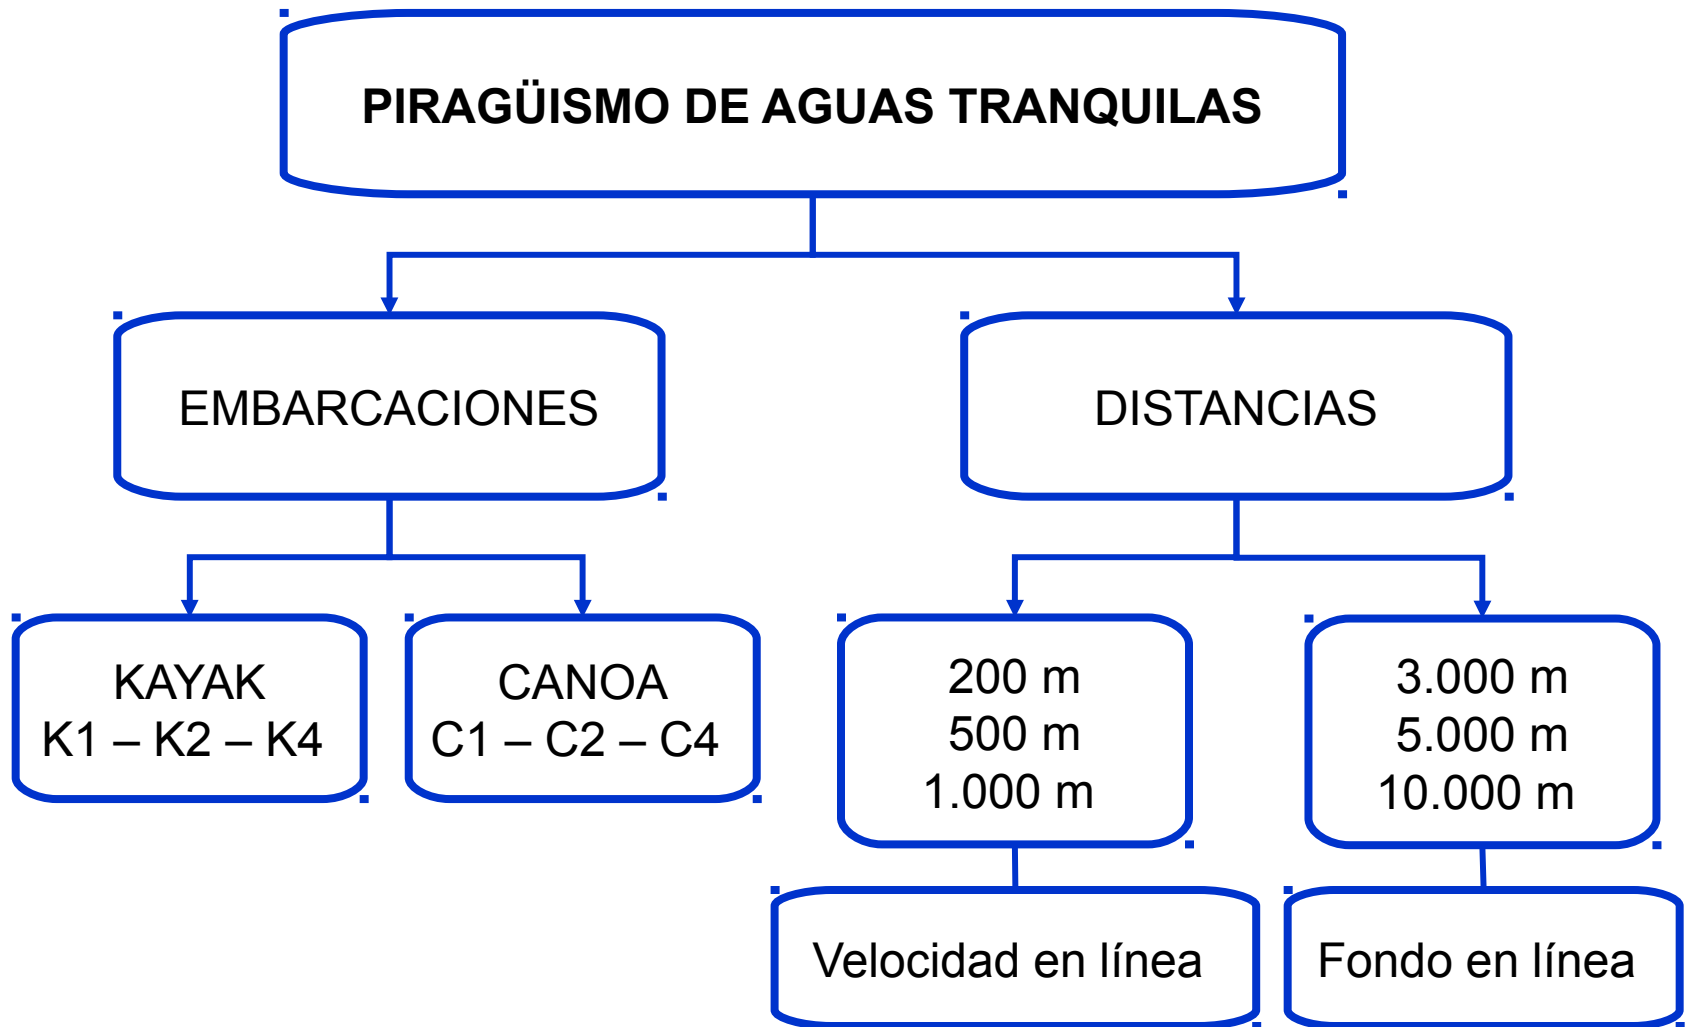 PIRAGÜISMO DE AGUAS TRANQUILAS
EMBARCACIONES
DISTANCIAS
KAYAK
K1 – K2 – K4
CANOA
C1 – C2 – C4
200 m
500 m
1.000 m
3.000 m
5.000 m
10.000 m
Velocidad en línea
Fondo en línea